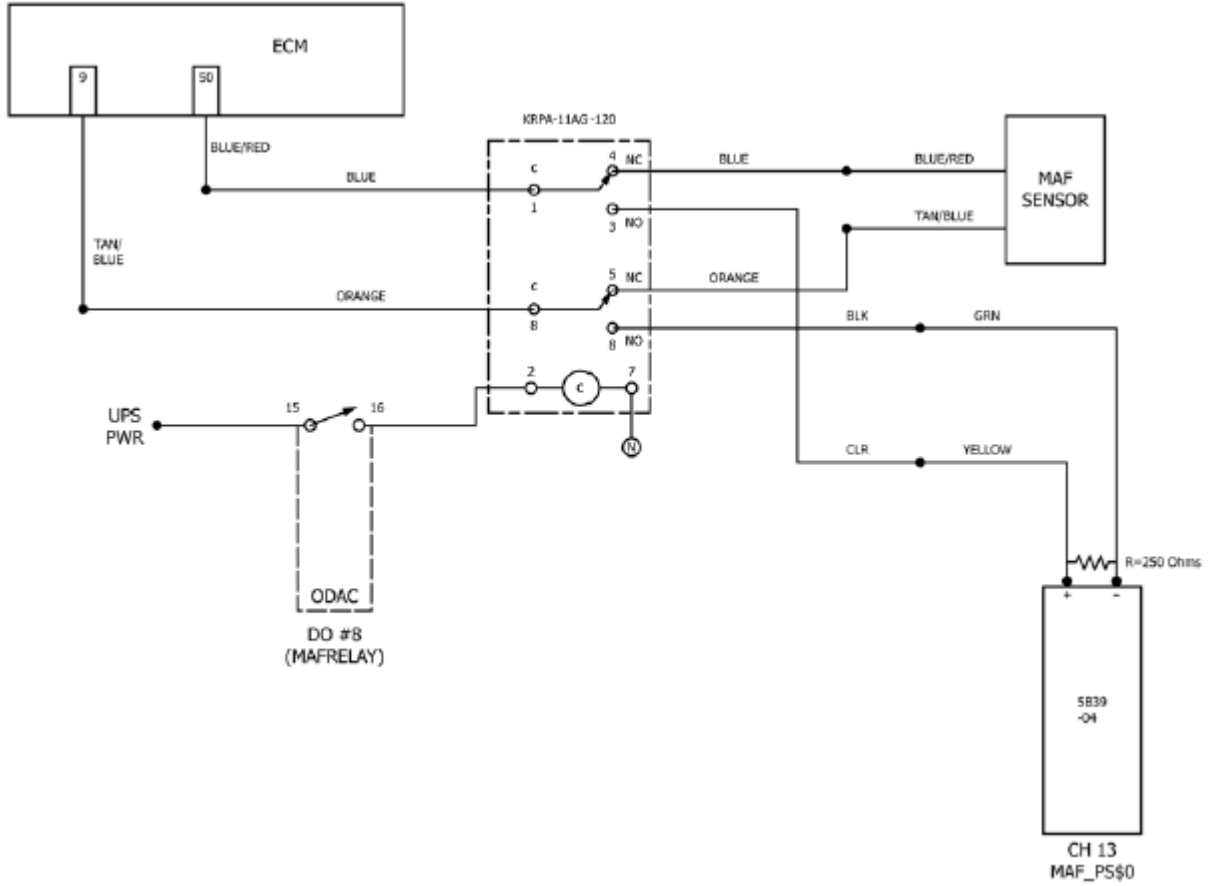 ECM
9
50
KRPA-11AG-120
BLUE/RED
BLUE
C
1
4 NC
BLUE
BLUE/RED
MAF
SENSOR
3 NO
TAN/BLUE
TAN/
BLUE
ORANGE
C
8
5 NC
ORANGE
8 NO
BLK
GRN
2
C
7
N
UPS
PWR
15
16
CLR
YELLOW
R=250 Ohms
+
-
ODAC
DO #8
(MAFRELAY)
5B39
-04
CH 13
MAF_PS$0